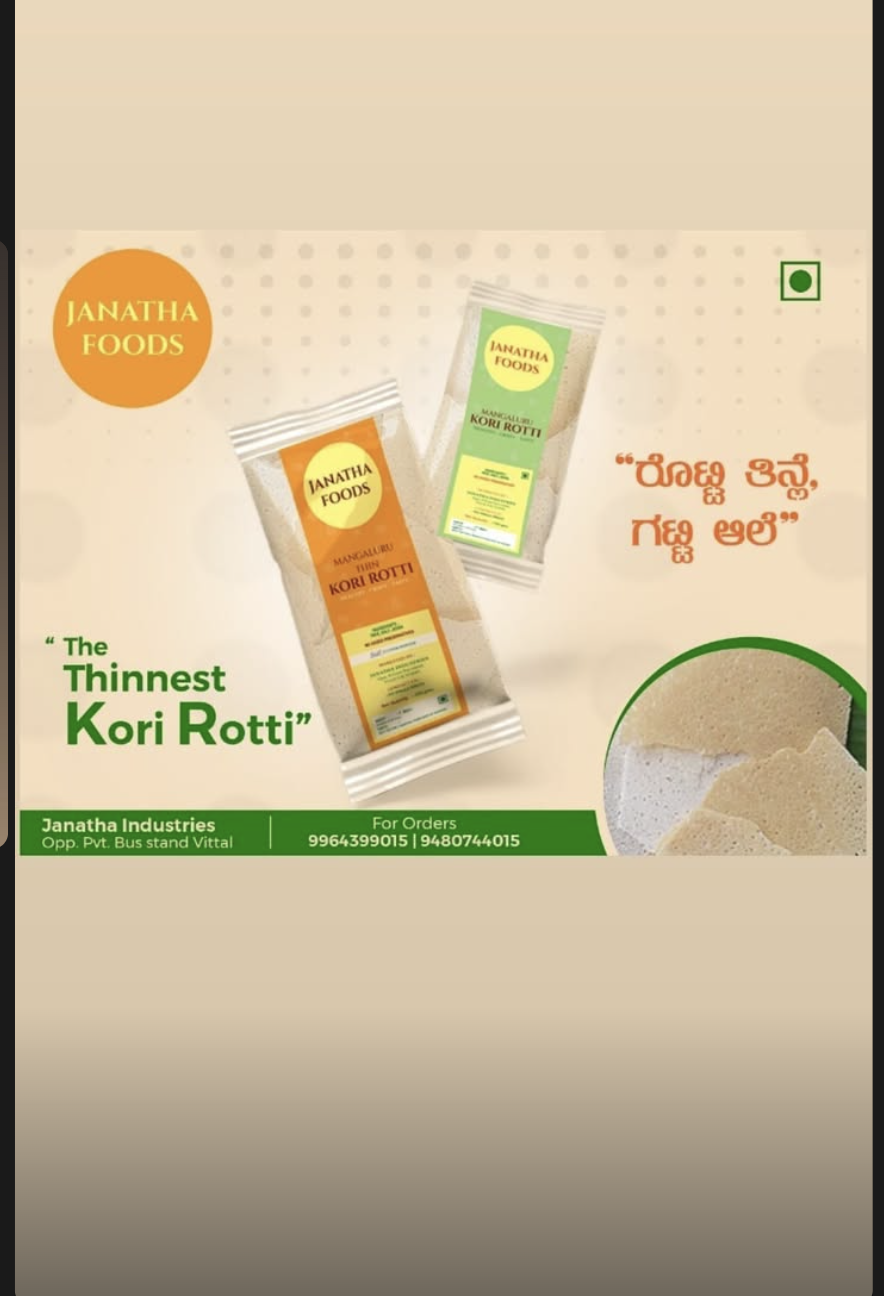 JANATHA
FOODS
JANATHA
FOODS
MANGALURU
KORI ROTTI
JANATHA
FOODS
MANGALURU
THIN
KORI ROTTI
“ರೊಟ್ಟಿ ತಿನ್ಲೆ,
ಗಟ್ಟಿ ಆಲೆ”
“ The
Thinnest
Kori Rotti”
Janatha Industries
Opp. Pvt. Bus stand Vittal
For Orders
9964399015 | 9480744015